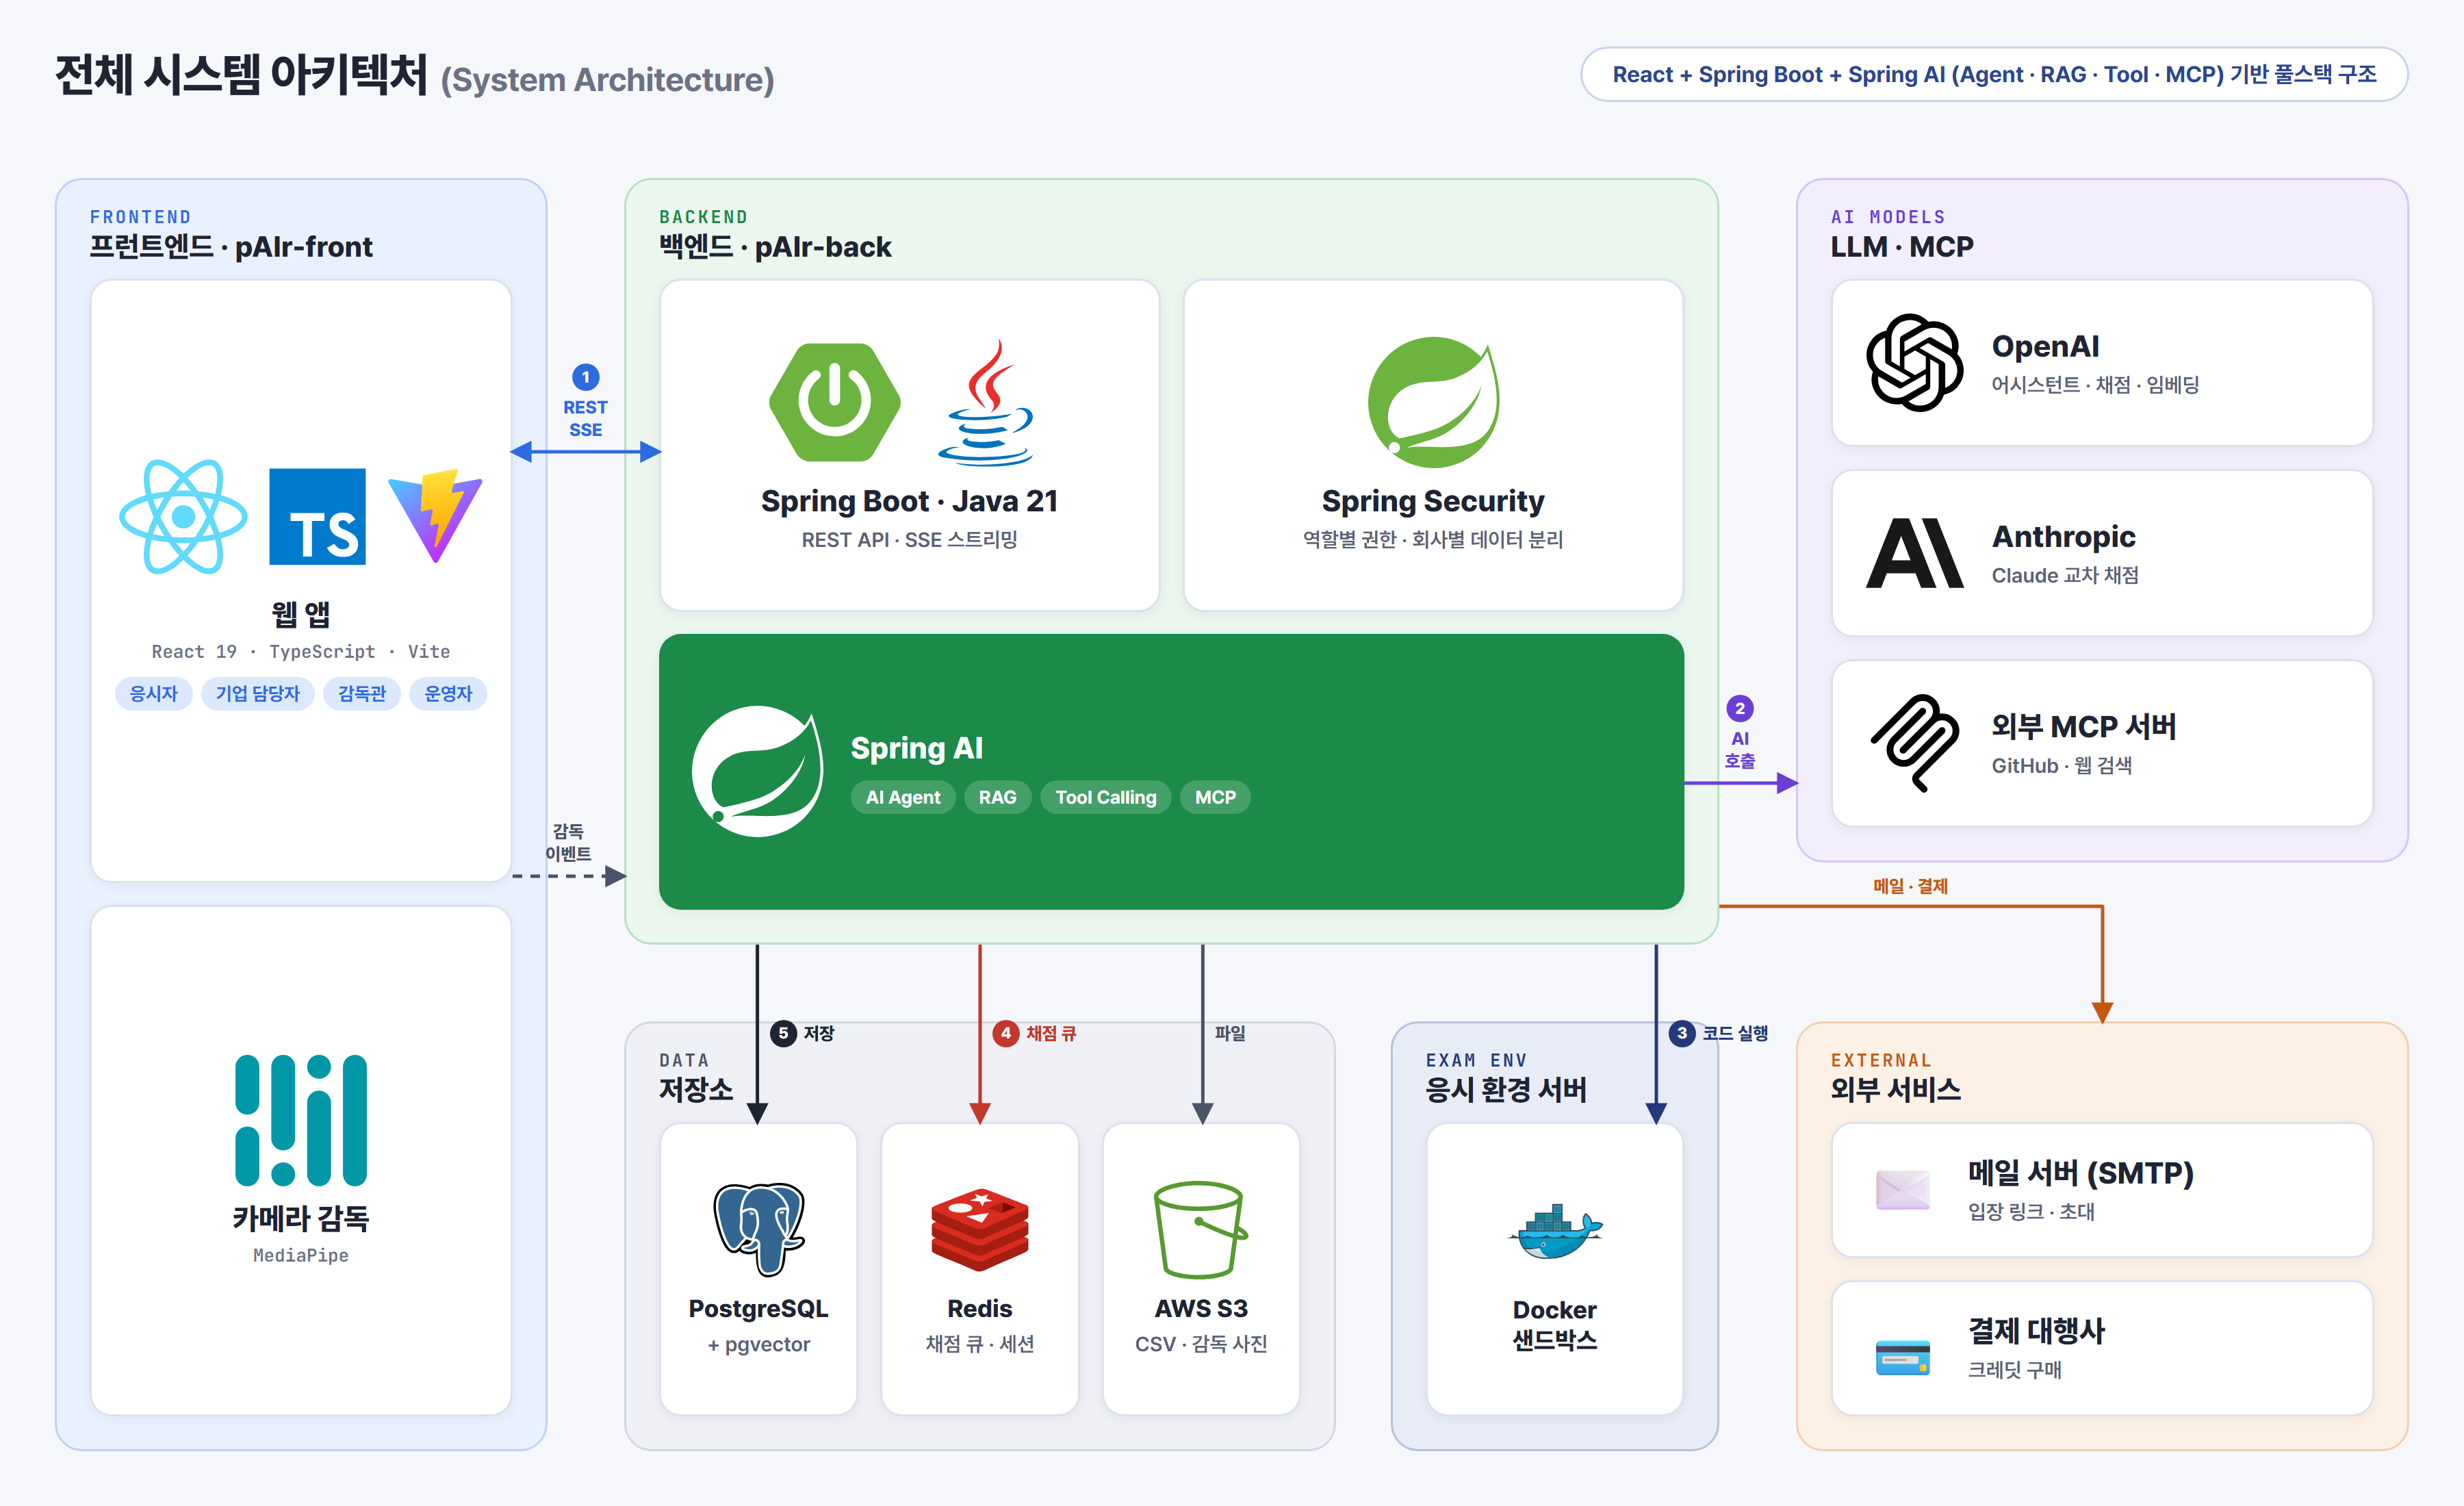 전체 시스템 아키텍처 (System Architecture)
React + Spring Boot + Spring AI (Agent · RAG · Tool · MCP) 기반 풀스택 구조
FRONTEND
프런트엔드 · pAIr-front
TS
웹 앱
React 19 · TypeScript · Vite
응시자
기업 담당자
감독관
운영자
카메라 감독
MediaPipe
1
REST
SSE
감독
이벤트
BACKEND
백엔드 · pAIr-back
Spring Boot · Java 21
REST API · SSE 스트리밍
Spring Security
역할별 권한 · 회사별 데이터 분리
Spring AI
AI Agent
RAG
Tool Calling
MCP
2
AI
호출
AI MODELS
LLM · MCP
OpenAI
어시스턴트 · 채점 · 임베딩
Anthropic
Claude 교차 채점
외부 MCP 서버
GitHub · 웹 검색
메일 · 결제
5 저장
4 채점 큐
파일
3 코드 실행
DATA
저장소
PostgreSQL
+ pgvector
Redis
채점 큐 · 세션
AWS S3
CSV · 감독 사진
EXAM ENV
응시 환경 서버
Docker
샌드박스
EXTERNAL
외부 서비스
메일 서버 (SMTP)
입장 링크 · 초대
결제 대행사
크레딧 구매